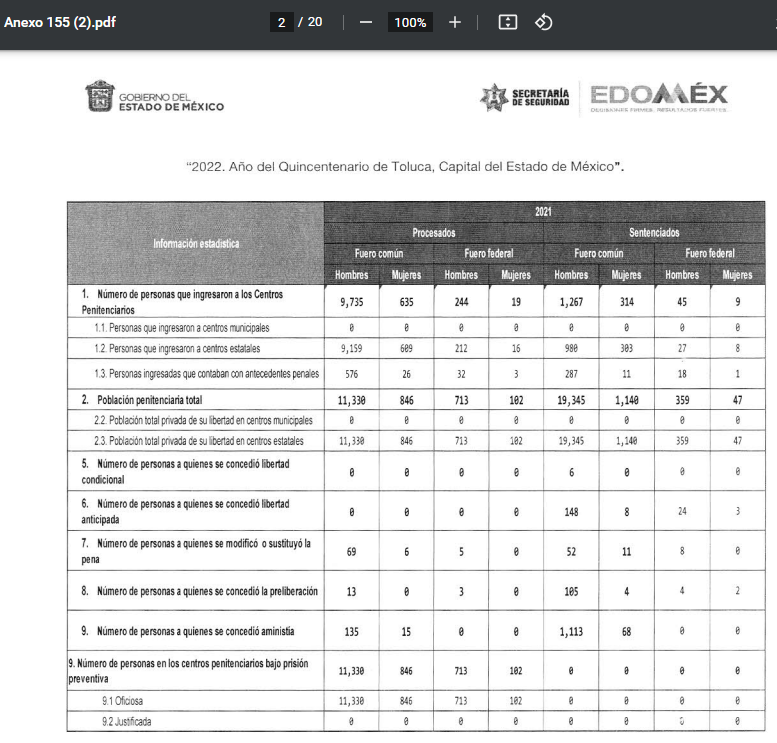 Anexo 155 (2).pdf 2 / 20 100%
GOBIERNO DEL
ESTADO DE MÉXICO
SECRETARÍA
DE SEGURIDAD
EDOMÉX
DECISIONES FIRMES, RESULTADOS FUERTES.
“2022. Año del Quincentenario de Toluca, Capital del Estado de México”.
Información estadística
2021
Procesados Sentenciados
Fuero común Fuero federal Fuero común Fuero federal
Hombres Mujeres Hombres Mujeres Hombres Mujeres Hombres Mujeres
1. Número de personas que ingresaron a los Centros
Penitenciarios
9,735 635 244 19 1,267 314 45 9
1.1. Personas que ingresaron a centros municipales 0 0 0 0 0 0 0 0
1.2. Personas que ingresaron a centros estatales 9,159 609 212 16 980 303 27 8
1.3. Personas ingresadas que contaban con antecedentes penales 576 26 32 3 287 11 18 1
2. Población penitenciaria total 11,330 846 713 102 19,345 1,140 359 47
2.2. Población total privada de su libertad en centros municipales 0 0 0 0 0 0 0 0
2.3. Población total privada de su libertad en centros estatales 11,330 846 713 102 19,345 1,140 359 47
5. Número de personas a quienes se concedió libertad
condicional
0 0 0 0 6 0 0 0
6. Número de personas a quienes se concedió libertad
anticipada
0 0 0 0 148 8 24 3
7. Número de personas a quienes se modificó o sustituyó la
pena
69 6 5 0 52 11 8 0
8. Número de personas a quienes se concedió la preliberación 13 0 3 0 105 4 4 2
9. Número de personas a quienes se concedió aministia 135 15 0 0 1,113 68 0 0
9. Número de personas en los centros penitenciarios bajo prisión
preventiva
11,330 846 713 102 0 0 0 0
9.1 Oficiosa 11,330 846 713 102 0 0 0 0
9.2 Justificada 0 0 0 0 0 0 0 0